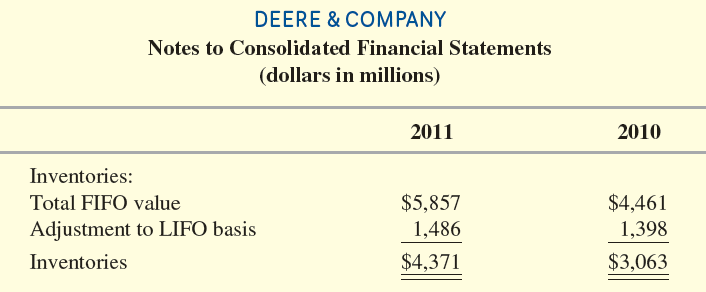 DEERE & COMPANY
Notes to Consolidated Financial Statements
(dollars in millions)
2011 2010
Inventories:
Total FIFO value $5,857 $4,461
Adjustment to LIFO basis 1,486 1,398
Inventories $4,371 $3,063